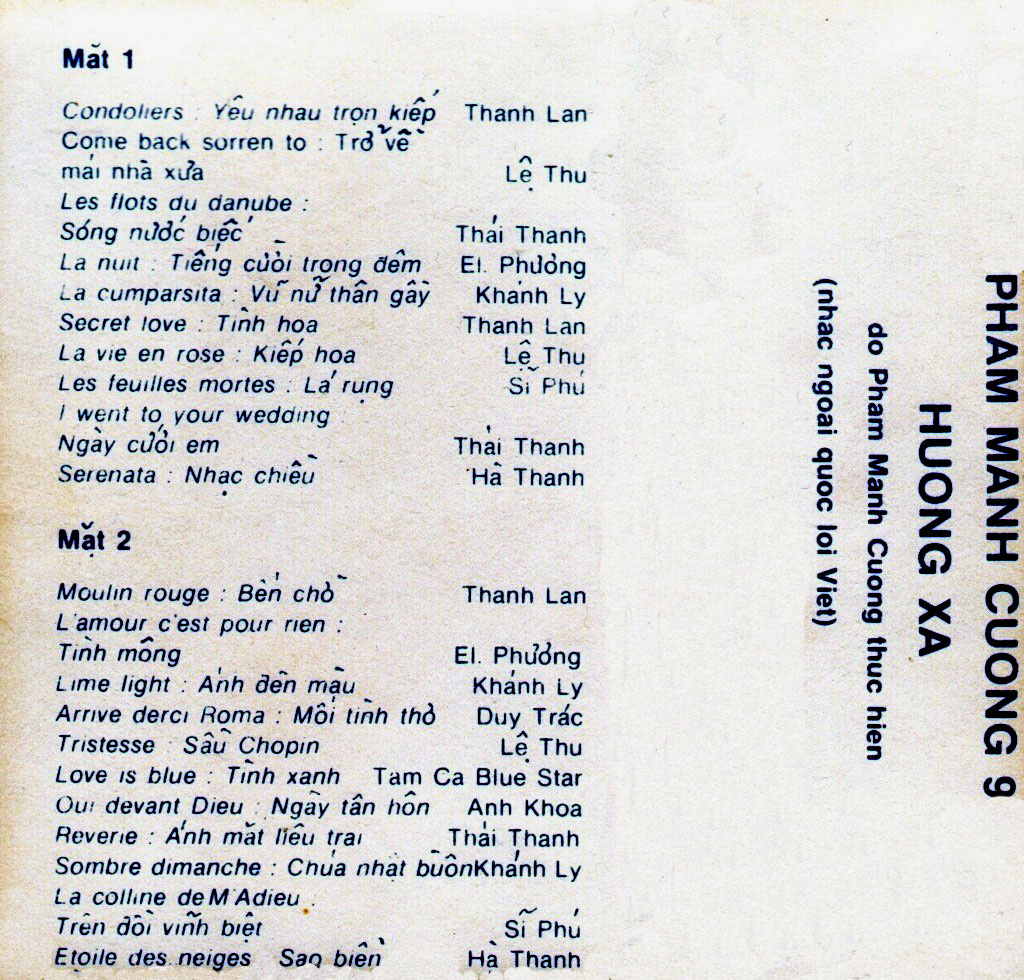 Mặt 1
Condoliers : Yêu nhau trọn kiếp Thanh Lan
Come back sorren to : Trở về
mái nhà xưa Lệ Thu
Les flots du danube :
Sóng nước biếc Thái Thanh
La nuit : Tiếng cười trong đêm El. Phương
La cumparsita : Vũ nữ thân gầy Khánh Ly
Secret love : Tình hoa Thanh Lan
La vie en rose : Kiếp hoa Lệ Thu
Les feuilles mortes : Lá rụng Sĩ Phú
I went to your wedding :
Ngày cưới em Thái Thanh
Serenata : Nhạc chiều Hà Thanh
Mặt 2
Moulin rouge : Bến chờ Thanh Lan
L'amour c'est pour rien :
Tình mộng El. Phương
Lime light : Ánh đèn mầu Khánh Ly
Arrive derci Roma : Mối tình thơ Duy Trác
Tristesse : Sầu Chopin Lệ Thu
Love is blue : Tình xanh Tam Ca Blue Star
Oui devant Dieu : Ngày tân hôn Anh Khoa
Reverie : Ánh mắt liêu trai Thái Thanh
Sombre dimanche : Chúa nhật buồn Khánh Ly
La colline de M'Adieu :
Trên đồi vĩnh biệt Sĩ Phú
Etoile des neiges Sao biển Hà Thanh
PHAM MANH CUONG 9
HUONG XA
do Pham Manh Cuong thuc hien
(nhac ngoai quoc loi Viet)